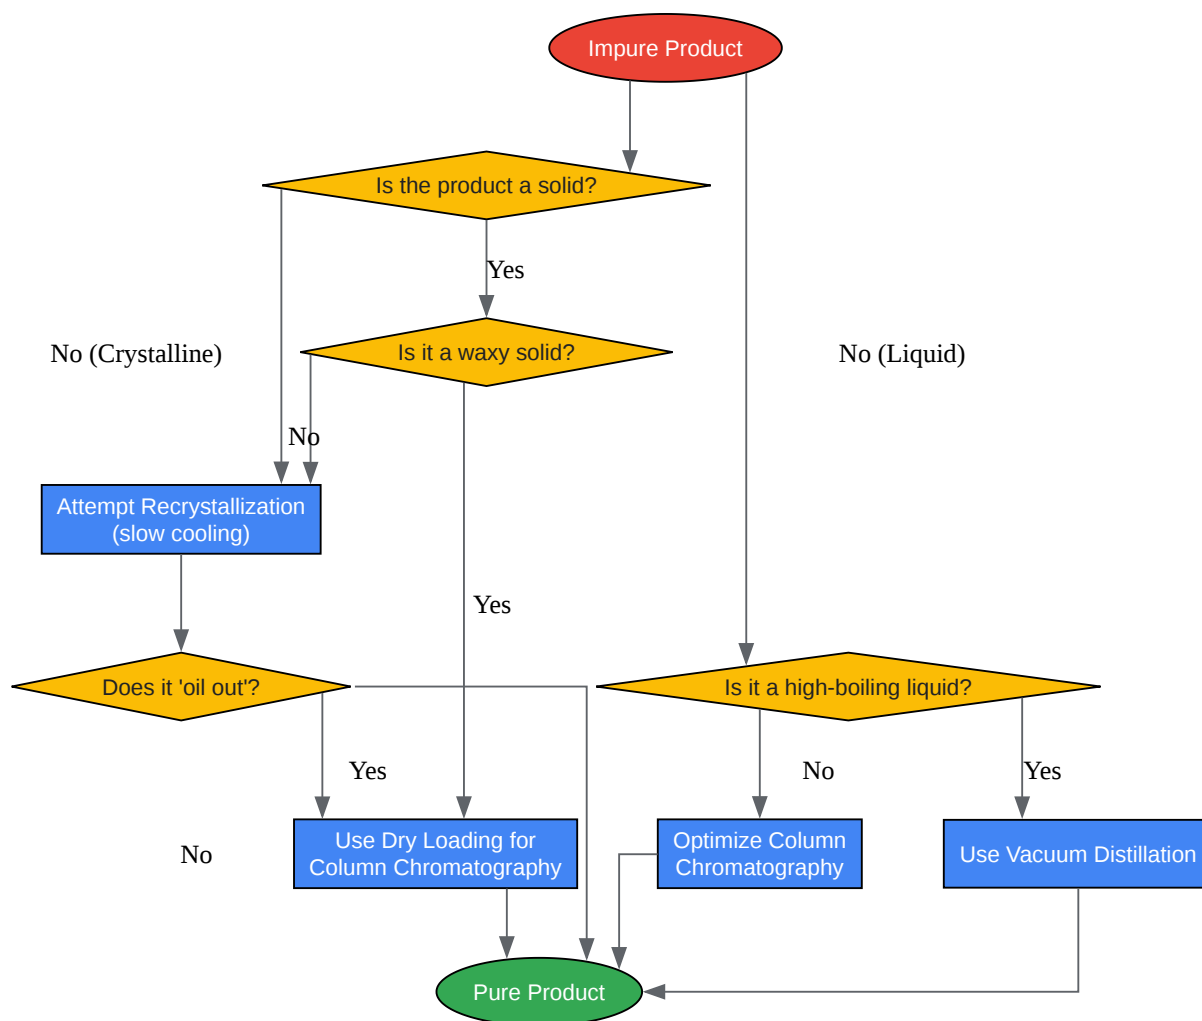 Impure Product
Is the product a solid?
Yes
No (Crystalline)
Is it a waxy solid?
No (Liquid)
No
Attempt Recrystallization
(slow cooling)
Yes
Does it 'oil out'?
Is it a high-boiling liquid?
Yes
No
Yes
No
Use Dry Loading for
Column Chromatography
Optimize Column
Chromatography
Use Vacuum Distillation
Pure Product